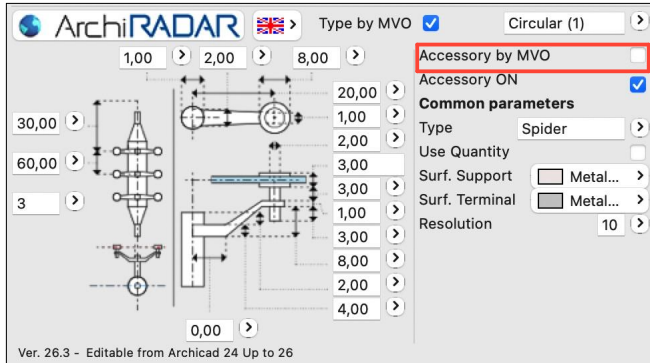 ArchiRADAR
Type by MVO
Circular (1)
1,00
2,00
8,00
Accessory by MVO
Accessory ON
Common parameters
Type
Spider
Use Quantity
Surf. Support
Metal...
Surf. Terminal
Metal...
Resolution
10
20,00
1,00
2,00
3,00
3,00
1,00
3,00
8,00
2,00
4,00
30,00
60,00
3
0,00
Ver. 26.3 - Editable from Archicad 24 Up to 26